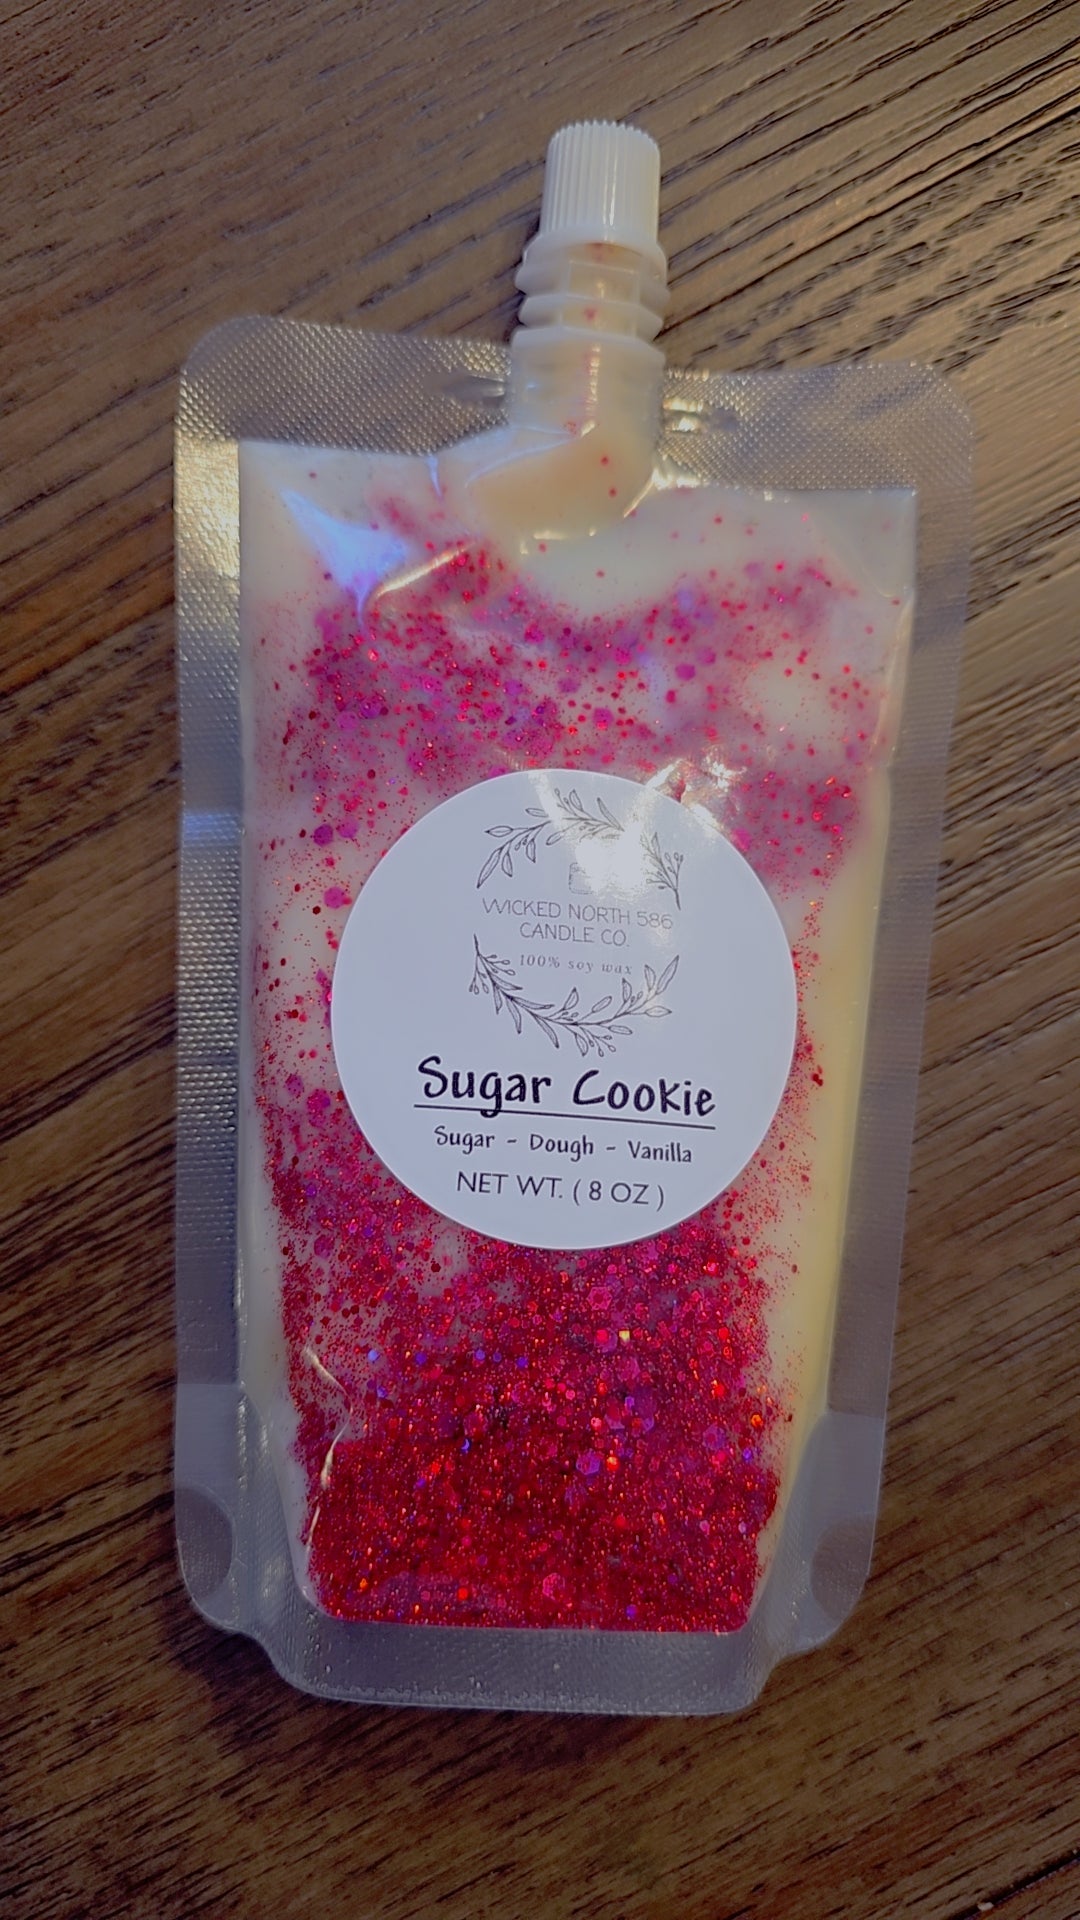 WICKED NORTH 586
CANDLE CO.
100% soy wax
Sugar Cookie
Sugar - Dough - Vanilla
NET WT. ( 8 OZ )